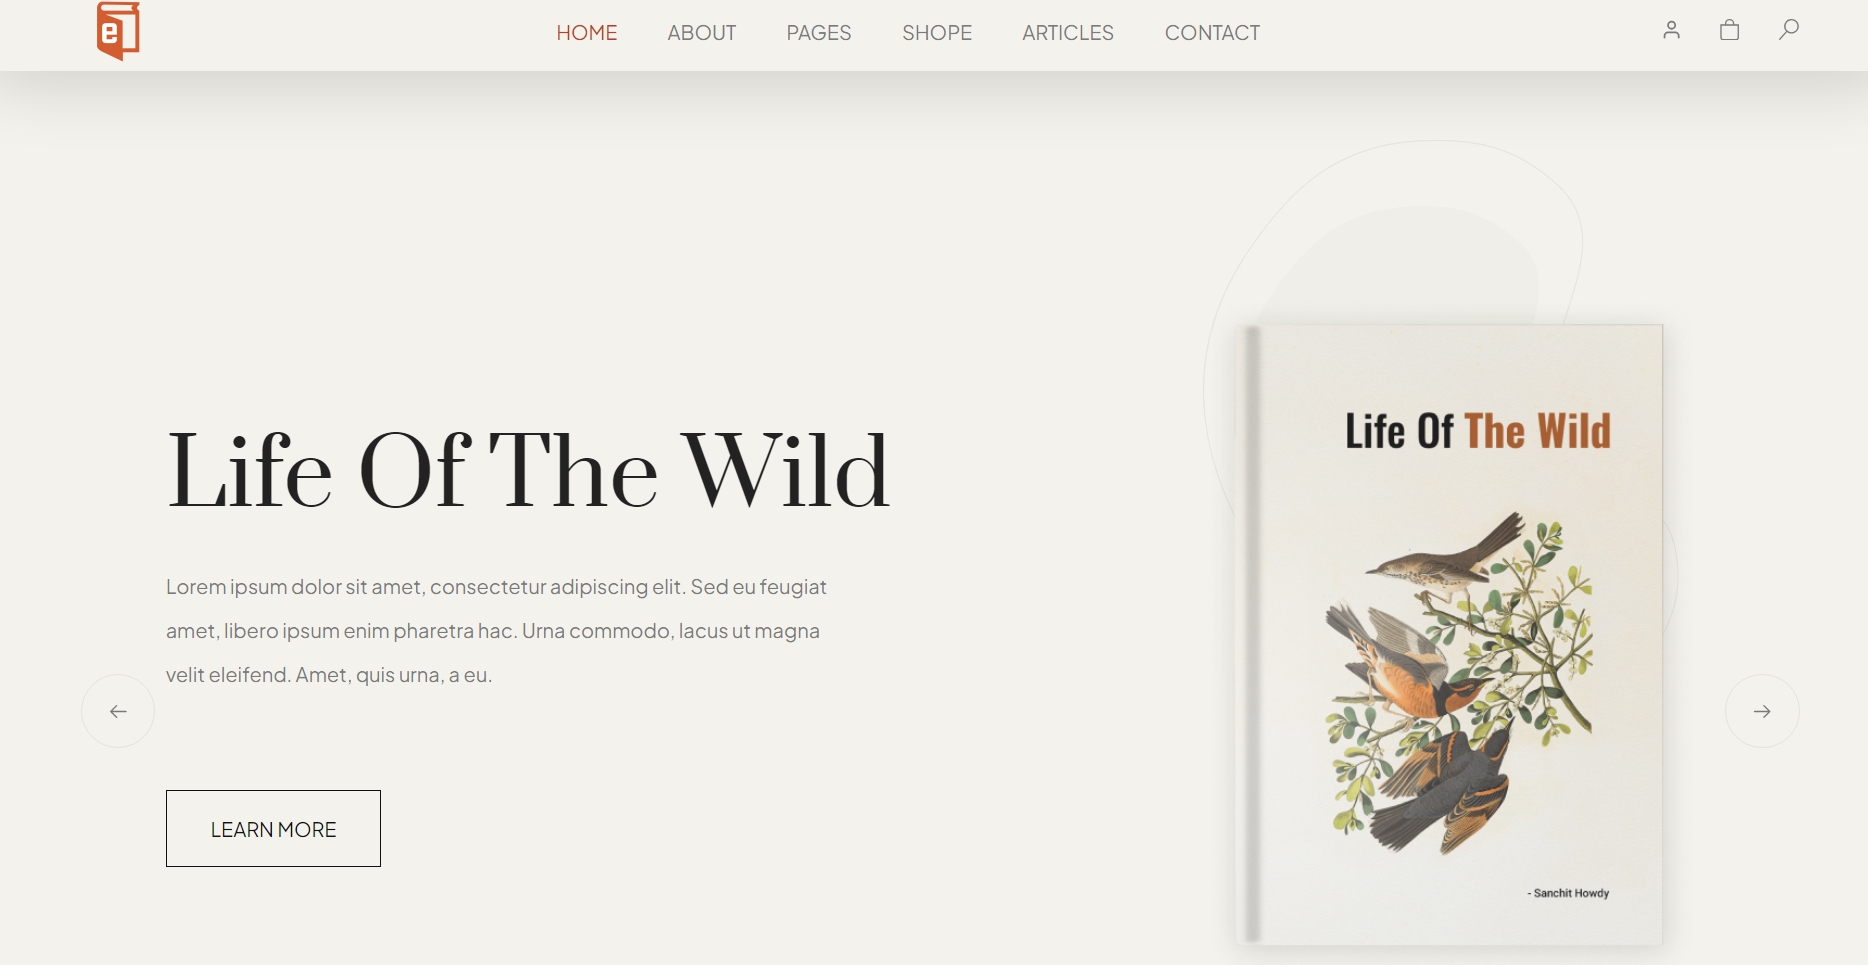 e
HOME ABOUT PAGES SHOPE ARTICLES CONTACT
Life Of The Wild
Lorem ipsum dolor sit amet, consectetur adipiscing elit. Sed eu feugiat
amet, libero ipsum enim pharetra hac. Urna commodo, lacus ut magna
velit eleifend. Amet, quis urna, a eu.
LEARN MORE
Life Of The Wild
- Sanchit Howdy